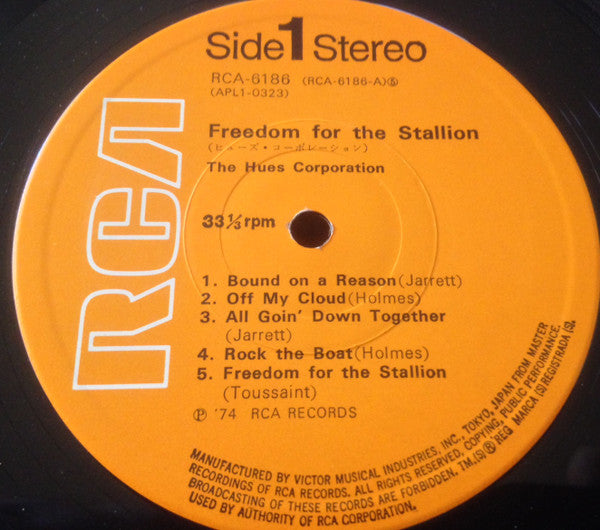 RCA
Side 1 Stereo
RCA-6186 (RCA-6186-A)Ⓢ
(APL1-0323)
Freedom for the Stallion
(ヒューズ・コーポレーション)
The Hues Corporation
33⅓ rpm
1. Bound on a Reason (Jarrett)
2. Off My Cloud (Holmes)
3. All Goin' Down Together
(Jarrett)
4. Rock the Boat (Holmes)
5. Freedom for the Stallion
(Toussaint)
Ⓟ '74 RCA RECORDS
MANUFACTURED BY VICTOR MUSICAL INDUSTRIES, INC., TOKYO, JAPAN FROM MASTER
RECORDINGS OF RCA RECORDS. ALL RIGHTS RESERVED, COPYING, PUBLIC PERFORMANCE,
BROADCASTING OF THESE RECORDS ARE FORBIDDEN. TM.(S) ® REG MARCA (S) REGISTRADA (S).
USED BY AUTHORITY OF RCA CORPORATION.